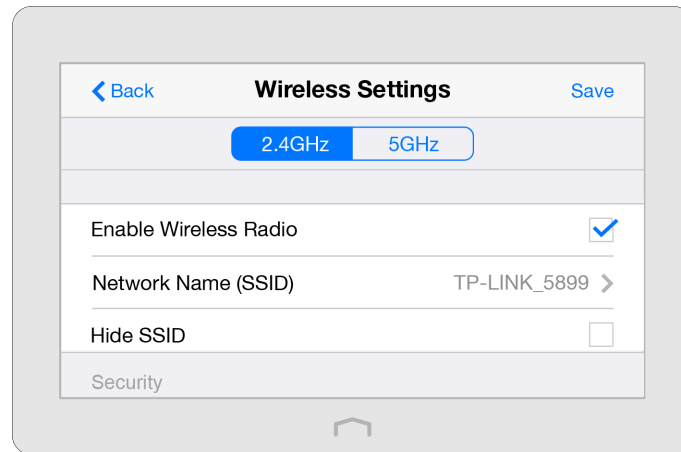 Back Wireless Settings Save
2.4GHz 5GHz
Enable Wireless Radio
Network Name (SSID) TP-LINK_5899
Hide SSID
Security